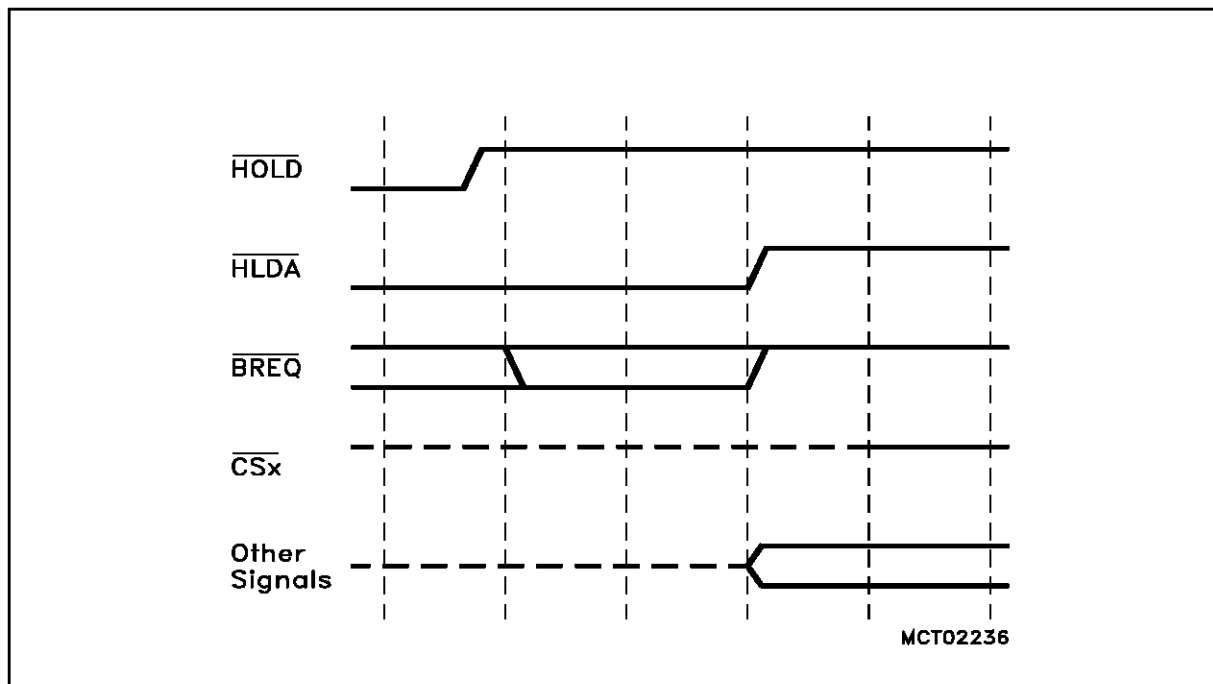 HOLD
HLDA
BREQ
CSx
Other
Signals
MCT02236